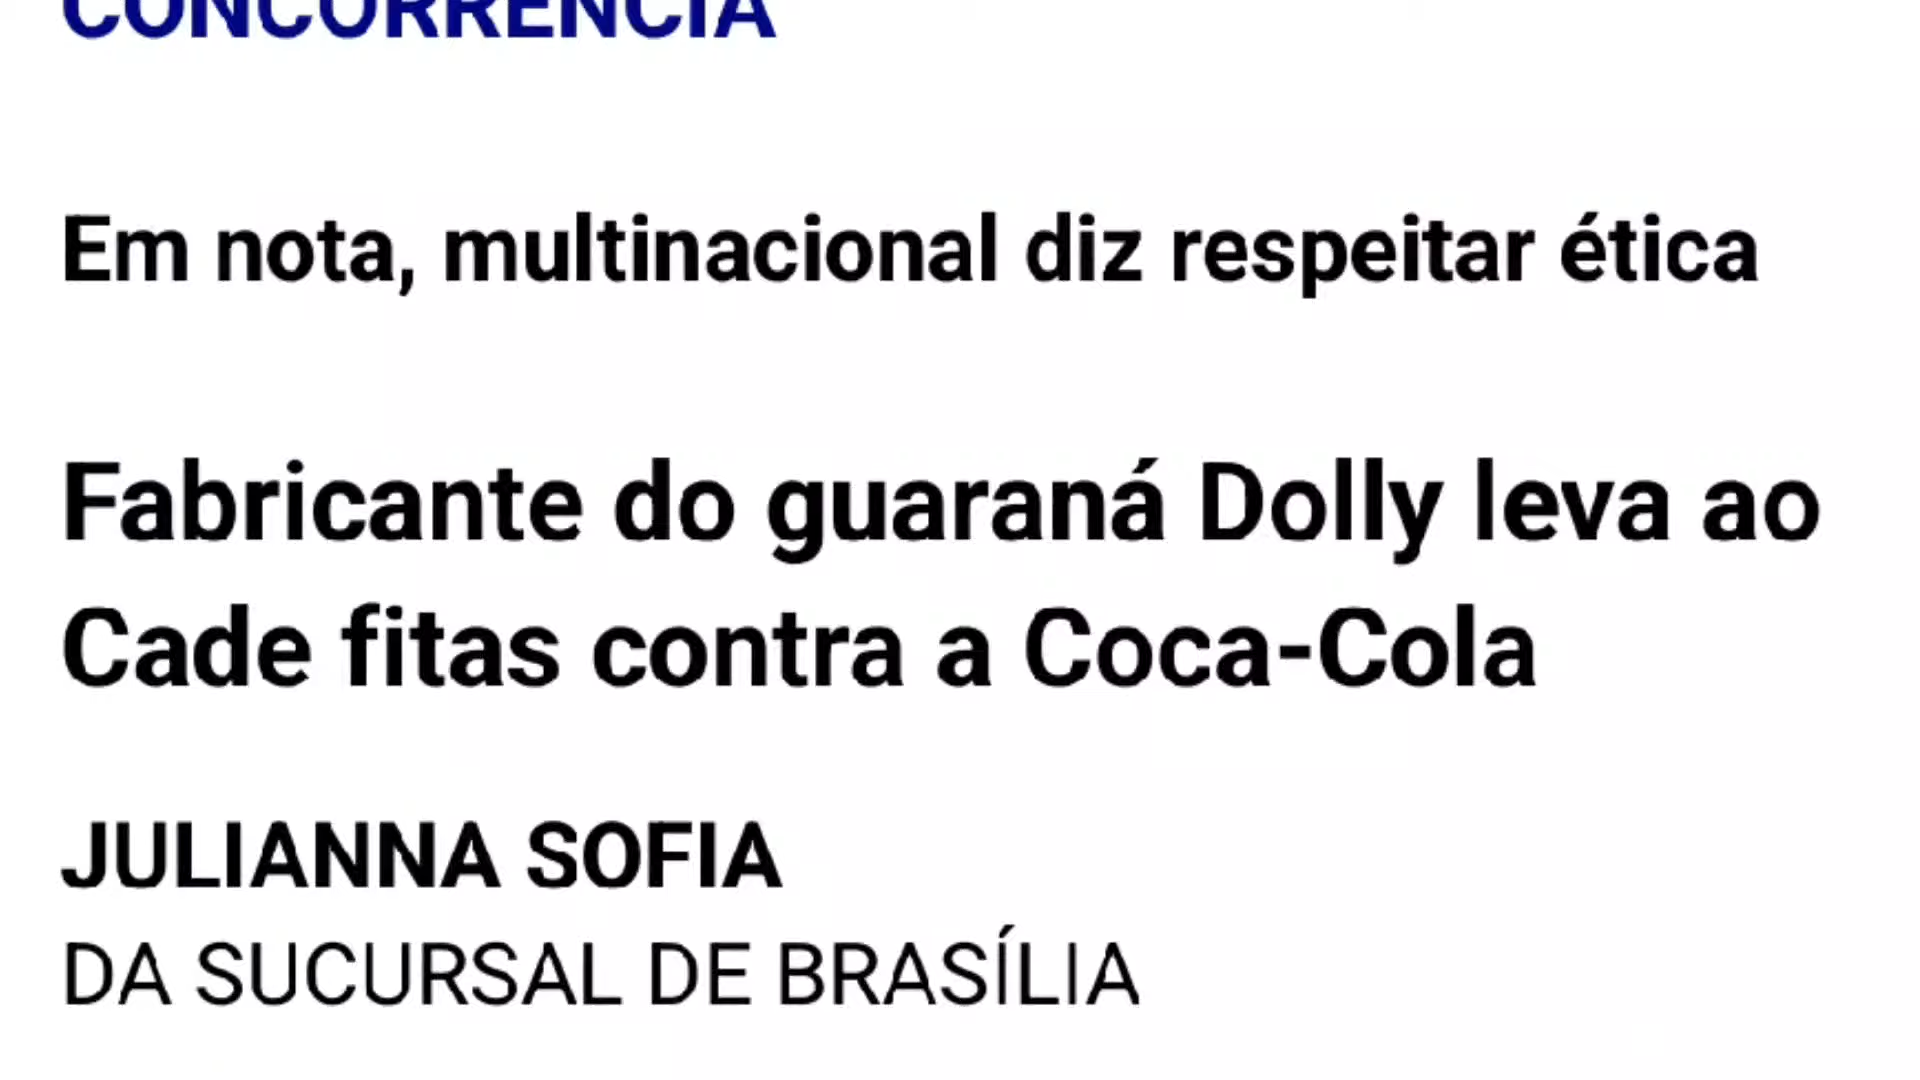 CONCORRÊNCIA
Em nota, multinacional diz respeitar ética
Fabricante do guaraná Dolly leva ao
Cade fitas contra a Coca-Cola
JULIANNA SOFIA
DA SUCURSAL DE BRASÍLIA